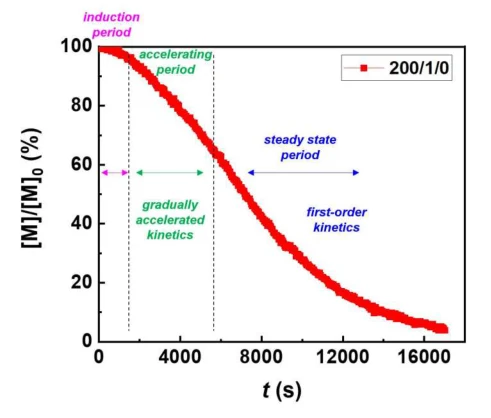 induction
period
accelerating
period
200/1/0
steady state
period
gradually
accelerated
kinetics
first-order
kinetics
[M]/[M]0 (%)
100
80
60
40
20
0
0
4000
8000
12000
16000
t (s)